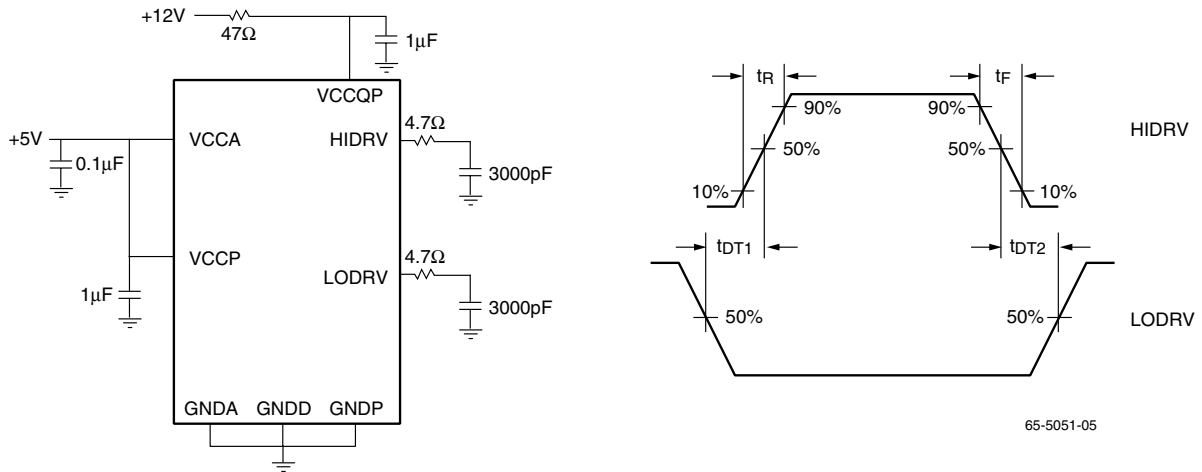 +12V
47Ω
1µF
VCCQP
+5V
VCCA
HIDRV
4.7Ω
0.1µF
3000pF
VCCP
LODRV
4.7Ω
1µF
3000pF
GNDA GNDD GNDP
tR
tF
90%
90%
HIDRV
50%
50%
10%
10%
tDT1
tDT2
50%
50%
LODRV
65-5051-05